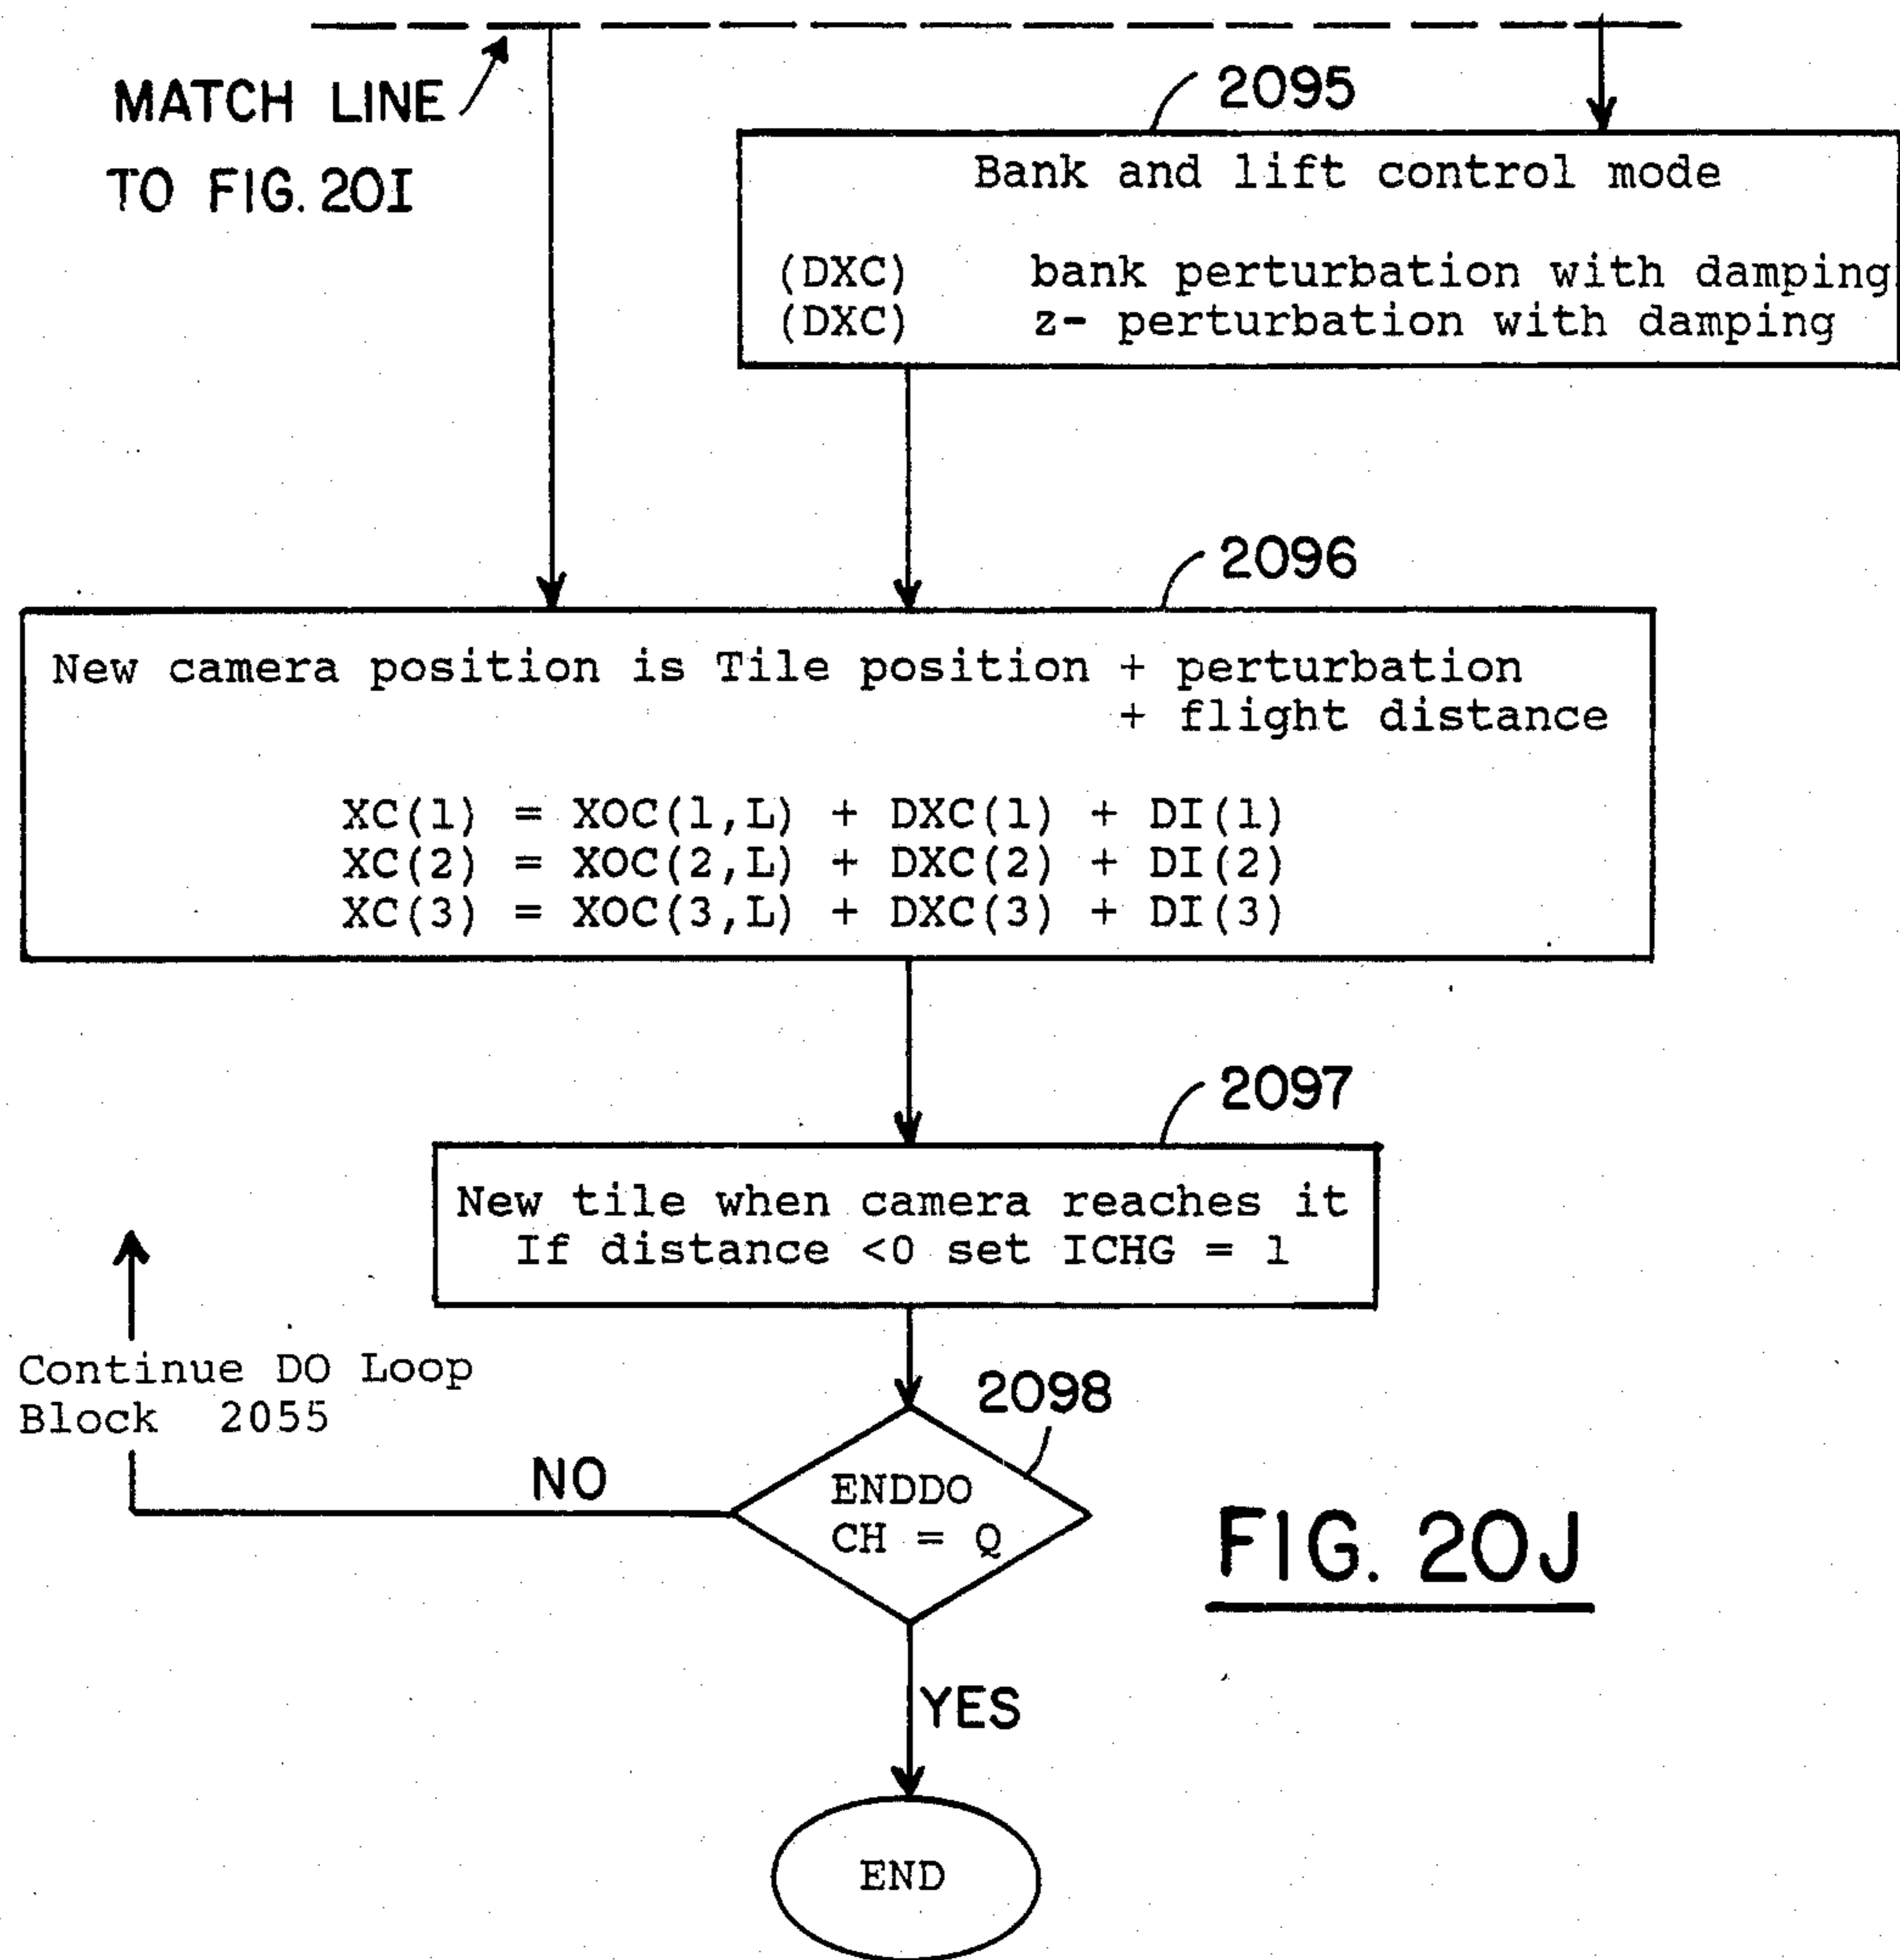 MATCH LINE
TO FIG. 20I
2095
Bank and lift control mode
(DXC) bank perturbation with damping
(DXC) z- perturbation with damping
2096
New camera position is Tile position + perturbation
+ flight distance
XC(1) = XOC(1,L) + DXC(1) + DI(1)
XC(2) = XOC(2,L) + DXC(2) + DI(2)
XC(3) = XOC(3,L) + DXC(3) + DI(3)
2097
New tile when camera reaches it
If distance <0 set ICHG = 1
Continue DO Loop
Block 2055
2098
NO
ENDDO
CH = Q
FIG. 20J
YES
END